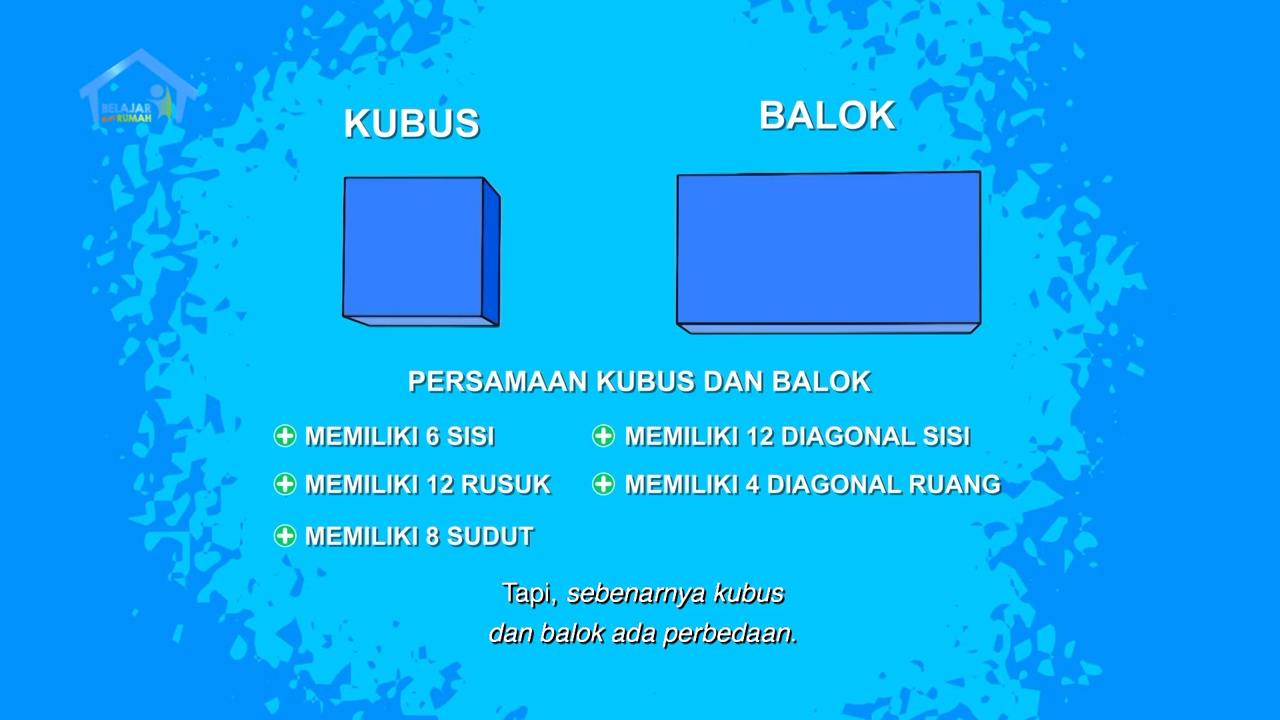 BELAJAR
dari RUMAH
KUBUS
BALOK
PERSAMAAN KUBUS DAN BALOK
MEMILIKI 6 SISI
MEMILIKI 12 RUSUK
MEMILIKI 8 SUDUT
MEMILIKI 12 DIAGONAL SISI
MEMILIKI 4 DIAGONAL RUANG
Tapi, sebenarnya kubus
dan balok ada perbedaan.